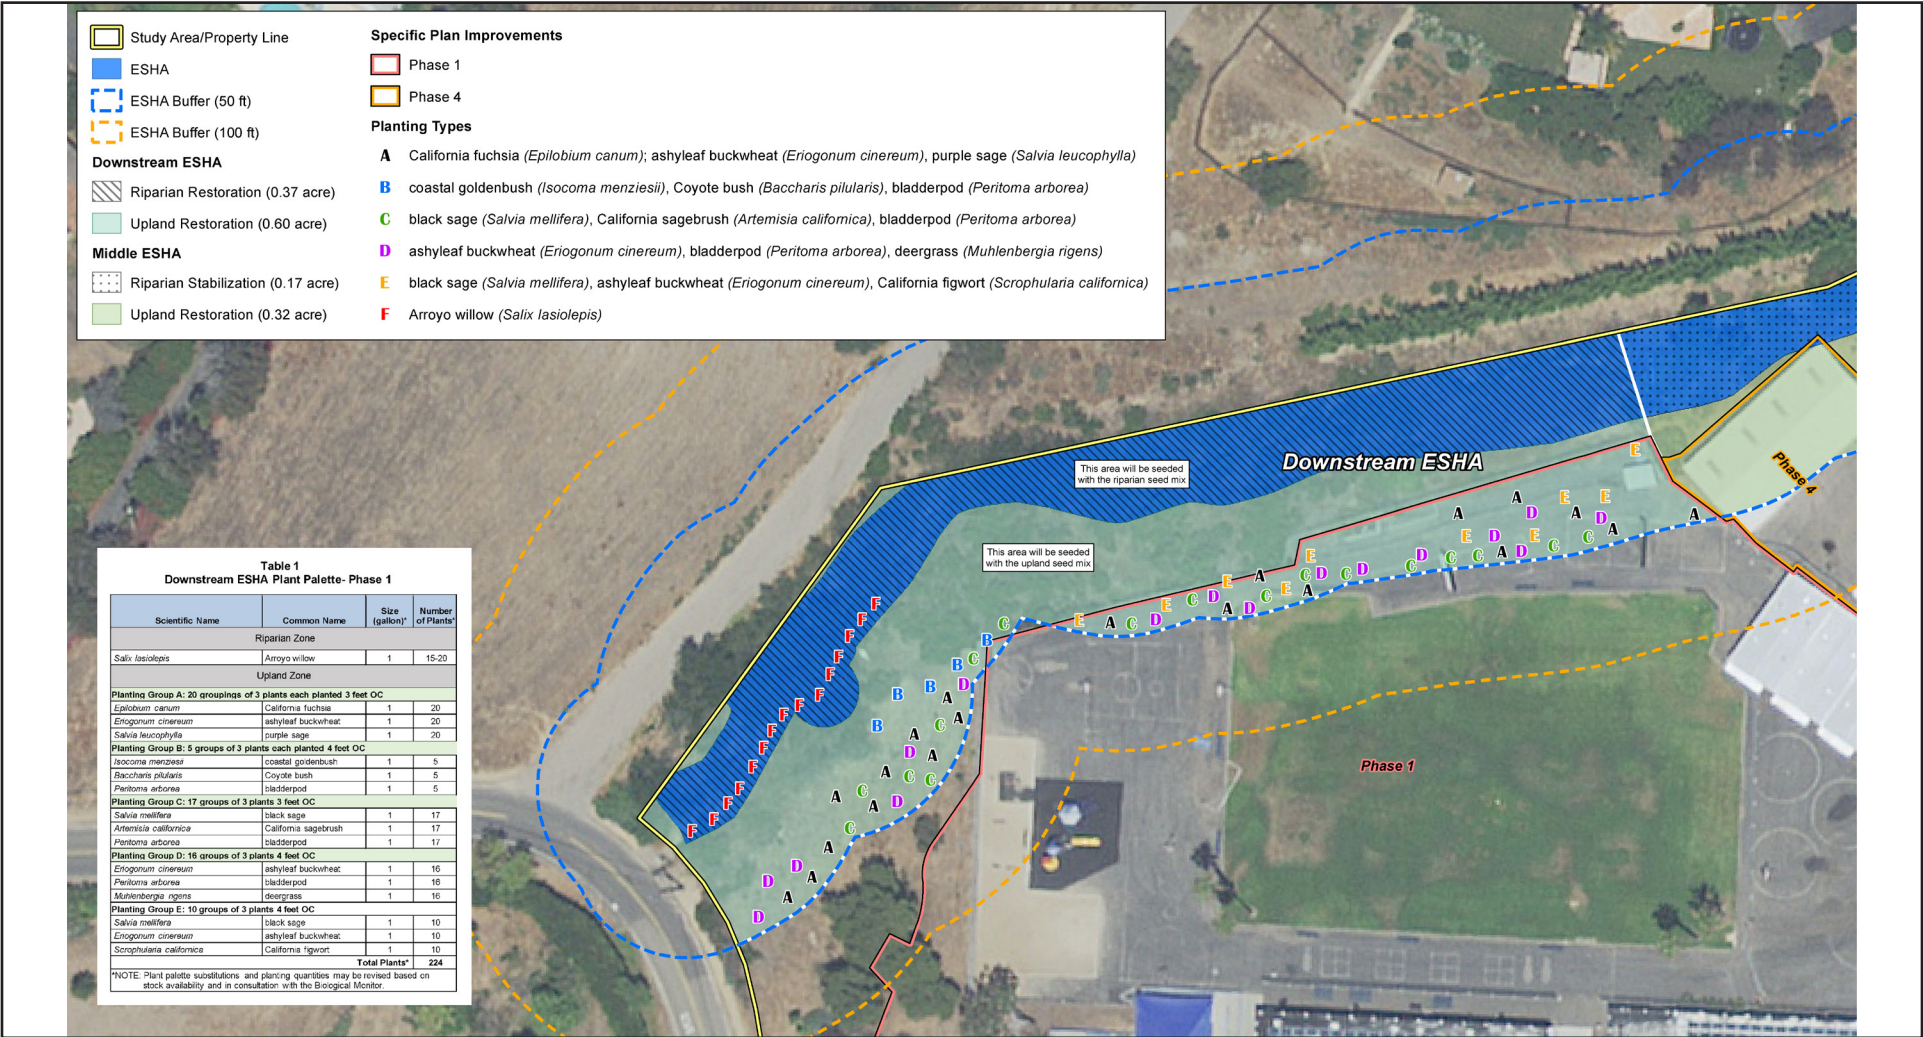 Study Area/Property Line
ESHA
ESHA Buffer (50 ft)
ESHA Buffer (100 ft)
Downstream ESHA
Riparian Restoration (0.37 acre)
Upland Restoration (0.60 acre)
Middle ESHA
Riparian Stabilization (0.17 acre)
Upland Restoration (0.32 acre)
Specific Plan Improvements
Phase 1
Phase 4
Planting Types
A California fuchsia (Epilobium canum); ashyleaf buckwheat (Eriogonum cinereum), purple sage (Salvia leucophylla)
B coastal goldenbush (Isocoma menziesii), Coyote bush (Baccharis pilularis), bladderpod (Peritoma arborea)
C black sage (Salvia mellifera), California sagebrush (Artemisia californica), bladderpod (Peritoma arborea)
D ashyleaf buckwheat (Eriogonum cinereum), bladderpod (Peritoma arborea), deergrass (Muhlenbergia rigens)
E black sage (Salvia mellifera), ashyleaf buckwheat (Eriogonum cinereum), California figwort (Scrophularia californica)
F Arroyo willow (Salix lasiolepis)
This area will be seeded
with the riparian seed mix
Downstream ESHA
Phase 4
This area will be seeded
with the upland seed mix
Phase 1
Table 1
Downstream ESHA Plant Palette- Phase 1
Scientific Name Common Name Size (gallon)* Number of Plants*
Riparian Zone
Salix lasiolepis Arroyo willow 1 15-20
Upland Zone
Planting Group A: 20 groupings of 3 plants each planted 3 feet OC
Epilobium canum California fuchsia 1 20
Eriogonum cinereum ashyleaf buckwheat 1 20
Salvia leucophylla purple sage 1 20
Planting Group B: 5 groups of 3 plants each planted 4 feet OC
Isocoma menziesii coastal goldenbush 1 5
Baccharis pilularis Coyote bush 1 5
Peritoma arborea bladderpod 1 5
Planting Group C: 17 groups of 3 plants 3 feet OC
Salvia mellifera black sage 1 17
Artemisia californica California sagebrush 1 17
Peritoma arborea bladderpod 1 17
Planting Group D: 16 groups of 3 plants 4 feet OC
Eriogonum cinereum ashyleaf buckwheat 1 16
Peritoma arborea bladderpod 1 16
Muhlenbergia rigens deergrass 1 16
Planting Group E: 10 groups of 3 plants 4 feet OC
Salvia mellifera black sage 1 10
Eriogonum cinereum ashyleaf buckwheat 1 10
Scrophularia californica California figwort 1 10
Total Plants* 224
*NOTE: Plant palette substitutions and planting quantities may be revised based on
stock availability and in consultation with the Biological Monitor.